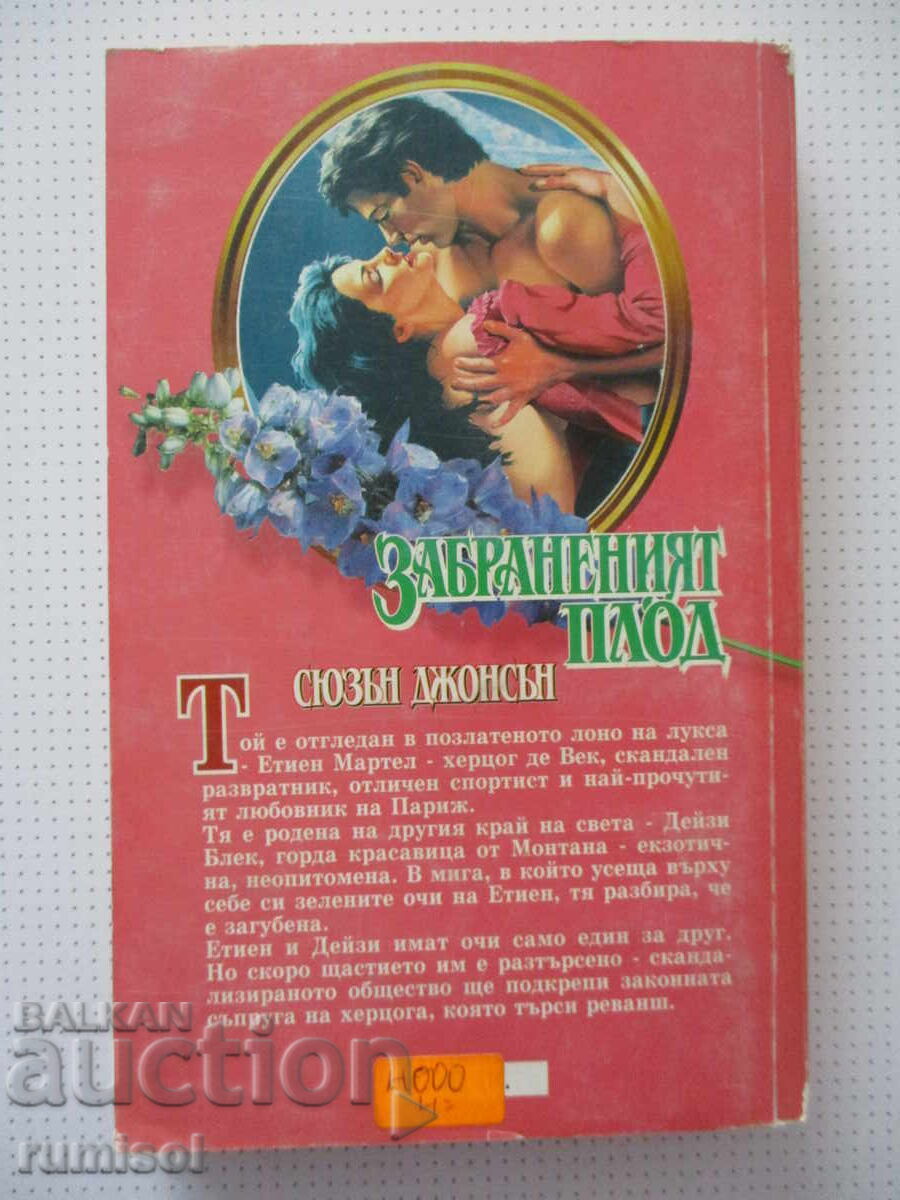 ЗАБРАНЕНИЯТ
ПЛОД
СЮЗЪН ДЖОНСЪН
Той е отгледан в позлатеното лоно на лукса
- Етиен Мартел - херцог де Век, скандален
развратник, отличен спортист и най-прочути-
ят любовник на Париж.
Тя е родена на другия край на света - Дейзи
Блек, горда красавица от Монтана - екзотич-
на, неопитомена. В мига, в който усеща върху
себе си зелените очи на Етиен, тя разбира, че
е загубена.
Етиен и Дейзи имат очи само един за друг.
Но скоро щастието им е разтърсено - сканда-
лизираното общество ще подкрепи законната
съпруга на херцога, която търси реванш.
BALKAN
auction
4000
rumisol